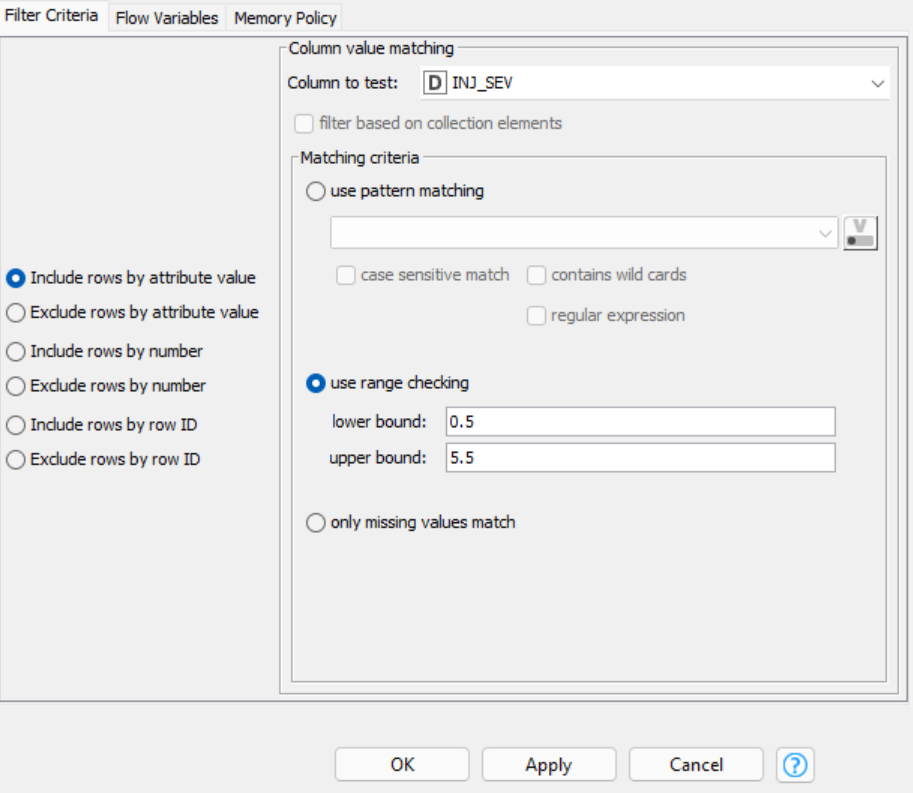 Filter Criteria Flow Variables Memory Policy
Column value matching
Column to test: D INJ_SEV
filter based on collection elements
Matching criteria
use pattern matching
V
case sensitive match contains wild cards
regular expression
Include rows by attribute value
Exclude rows by attribute value
Include rows by number
Exclude rows by number
Include rows by row ID
Exclude rows by row ID
use range checking
lower bound: 0.5
upper bound: 5.5
only missing values match
OK Apply Cancel ?